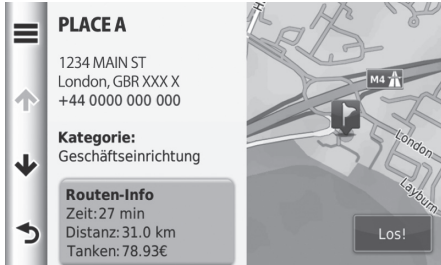 PLACE A
1234 MAIN ST
London, GBR XXX X
+44 0000 000 000
Kategorie:
Geschäftseinrichtung
Routen-Info
Zeit:27 min
Distanz:31.0 km
Tanken:78.93€
H.
M4
London
Layburn
Los!